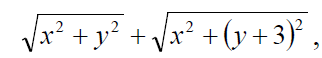 √(x² + y²) + √(x² + (y+3)²) ,